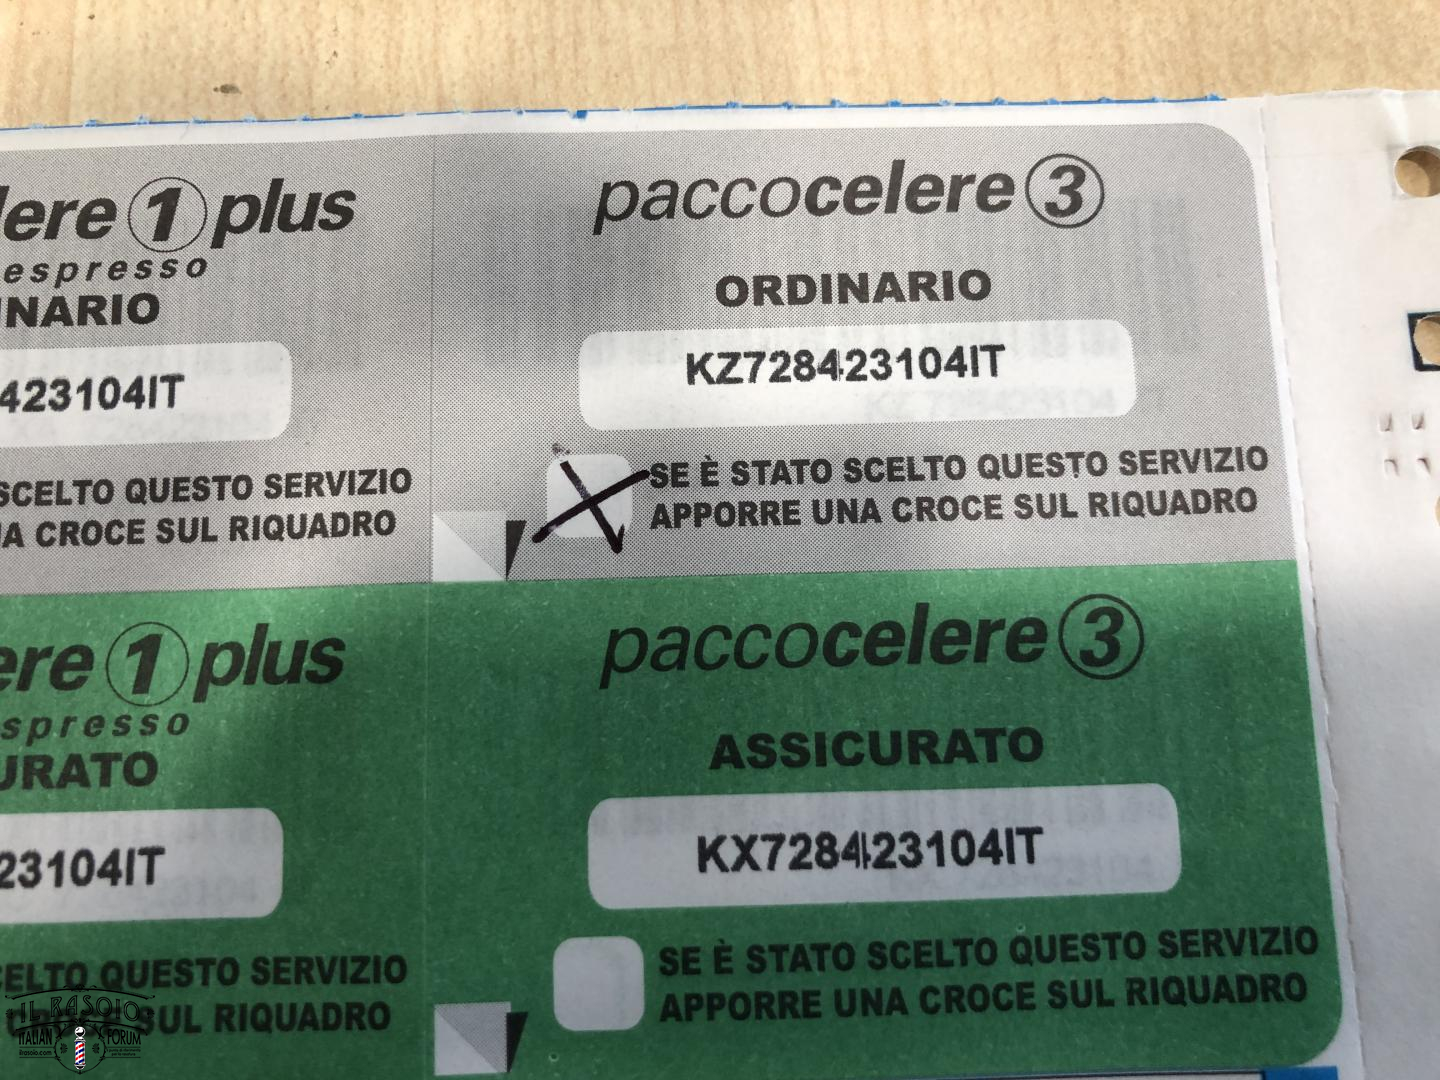 lere 1 plus
espresso
NARIO
423104IT
SCELTO QUESTO SERVIZIO
A CROCE SUL RIQUADRO
paccocelere 3
ORDINARIO
KZ728423104IT
SE È STATO SCELTO QUESTO SERVIZIO
APPORRE UNA CROCE SUL RIQUADRO
ere 1 plus
spresso
URATO
23104IT
CELTO QUESTO SERVIZIO
SUL RIQUADRO
paccocelere 3
ASSICURATO
KX728423104IT
SE È STATO SCELTO QUESTO SERVIZIO
APPORRE UNA CROCE SUL RIQUADRO
IL RASOIO
ITALIAN FORUM